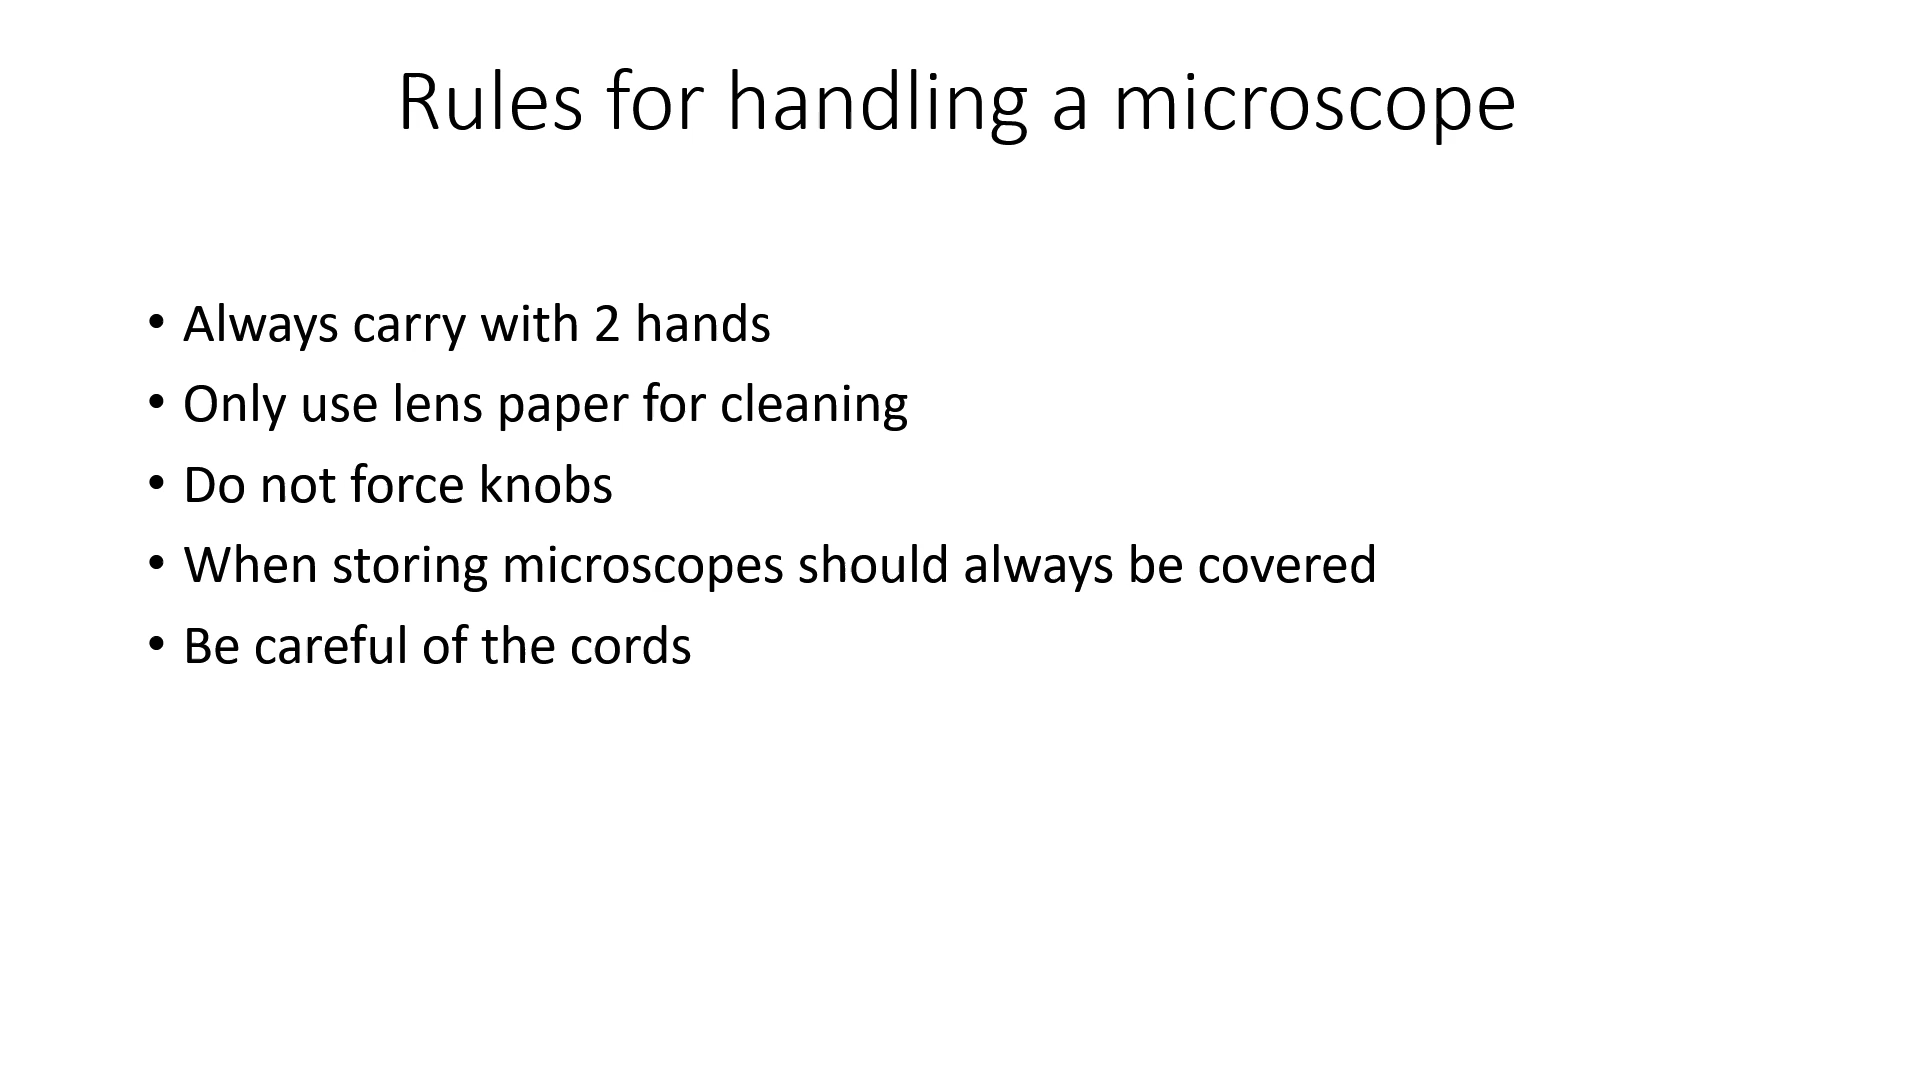 Rules for handling a microscope
• Always carry with 2 hands
• Only use lens paper for cleaning
• Do not force knobs
• When storing microscopes should always be covered
• Be careful of the cords